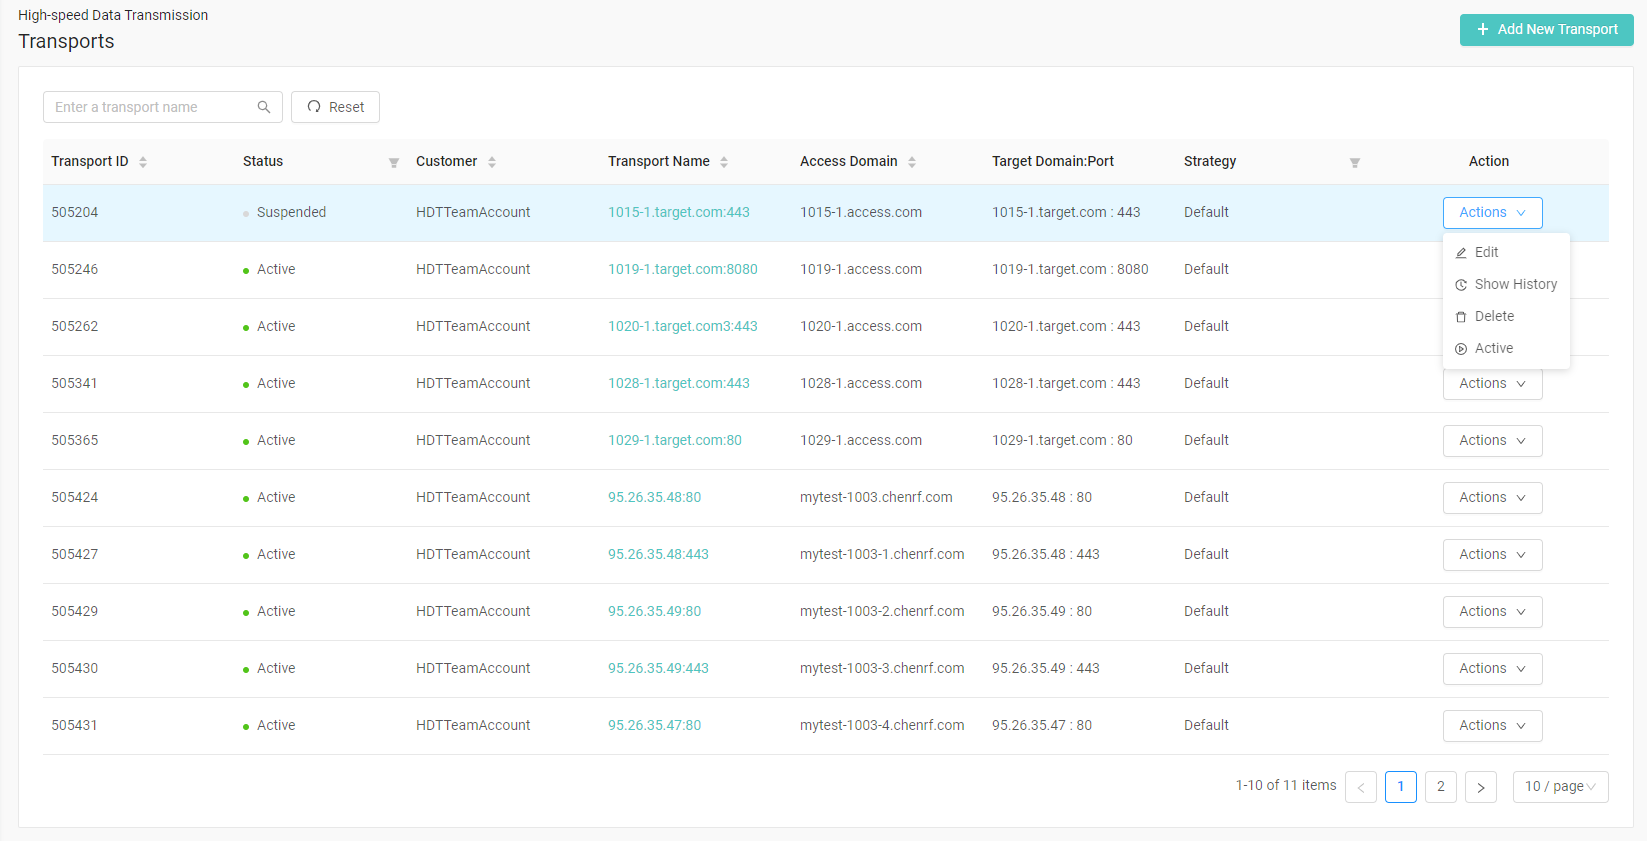 High-speed Data Transmission
Transports
+ Add New Transport
Enter a transport name
Reset
Transport ID Status Customer Transport Name Access Domain Target Domain:Port Strategy Action
505204 Suspended HDTTeamAccount 1015-1.target.com:443 1015-1.access.com 1015-1.target.com : 443 Default Actions
Edit
505246 Active HDTTeamAccount 1019-1.target.com:8080 1019-1.access.com 1019-1.target.com : 8080 Default
Show History
Delete
505262 Active HDTTeamAccount 1020-1.target.com3:443 1020-1.access.com 1020-1.target.com : 443 Default
Active
505341 Active HDTTeamAccount 1028-1.target.com:443 1028-1.access.com 1028-1.target.com : 443 Default Actions
505365 Active HDTTeamAccount 1029-1.target.com:80 1029-1.access.com 1029-1.target.com : 80 Default Actions
505424 Active HDTTeamAccount 95.26.35.48:80 mytest-1003.chenrf.com 95.26.35.48 : 80 Default Actions
505427 Active HDTTeamAccount 95.26.35.48:443 mytest-1003-1.chenrf.com 95.26.35.48 : 443 Default Actions
505429 Active HDTTeamAccount 95.26.35.49:80 mytest-1003-2.chenrf.com 95.26.35.49 : 80 Default Actions
505430 Active HDTTeamAccount 95.26.35.49:443 mytest-1003-3.chenrf.com 95.26.35.49 : 443 Default Actions
505431 Active HDTTeamAccount 95.26.35.47:80 mytest-1003-4.chenrf.com 95.26.35.47 : 80 Default Actions
1-10 of 11 items < 1 2 > 10 / page